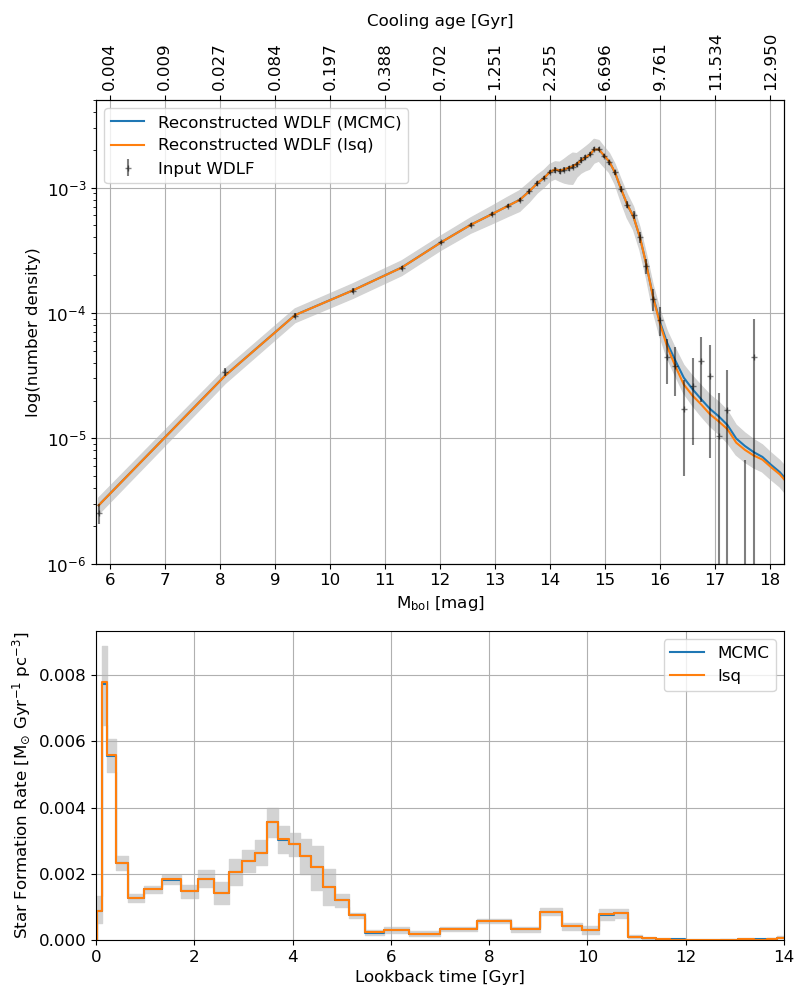 Cooling age [Gyr]
0.004 0.009 0.027 0.084 0.197 0.388 0.702 1.251 2.255 6.696 9.761 11.534 12.950
Reconstructed WDLF (MCMC)
Reconstructed WDLF (lsq)
Input WDLF
log(number density)
10⁻³
10⁻⁴
10⁻⁵
10⁻⁶
6 7 8 9 10 11 12 13 14 15 16 17 18
M_bol [mag]
MCMC
lsq
Star Formation Rate [M☉ Gyr⁻¹ pc⁻³]
0.008
0.006
0.004
0.002
0.000
0 2 4 6 8 10 12 14
Lookback time [Gyr]